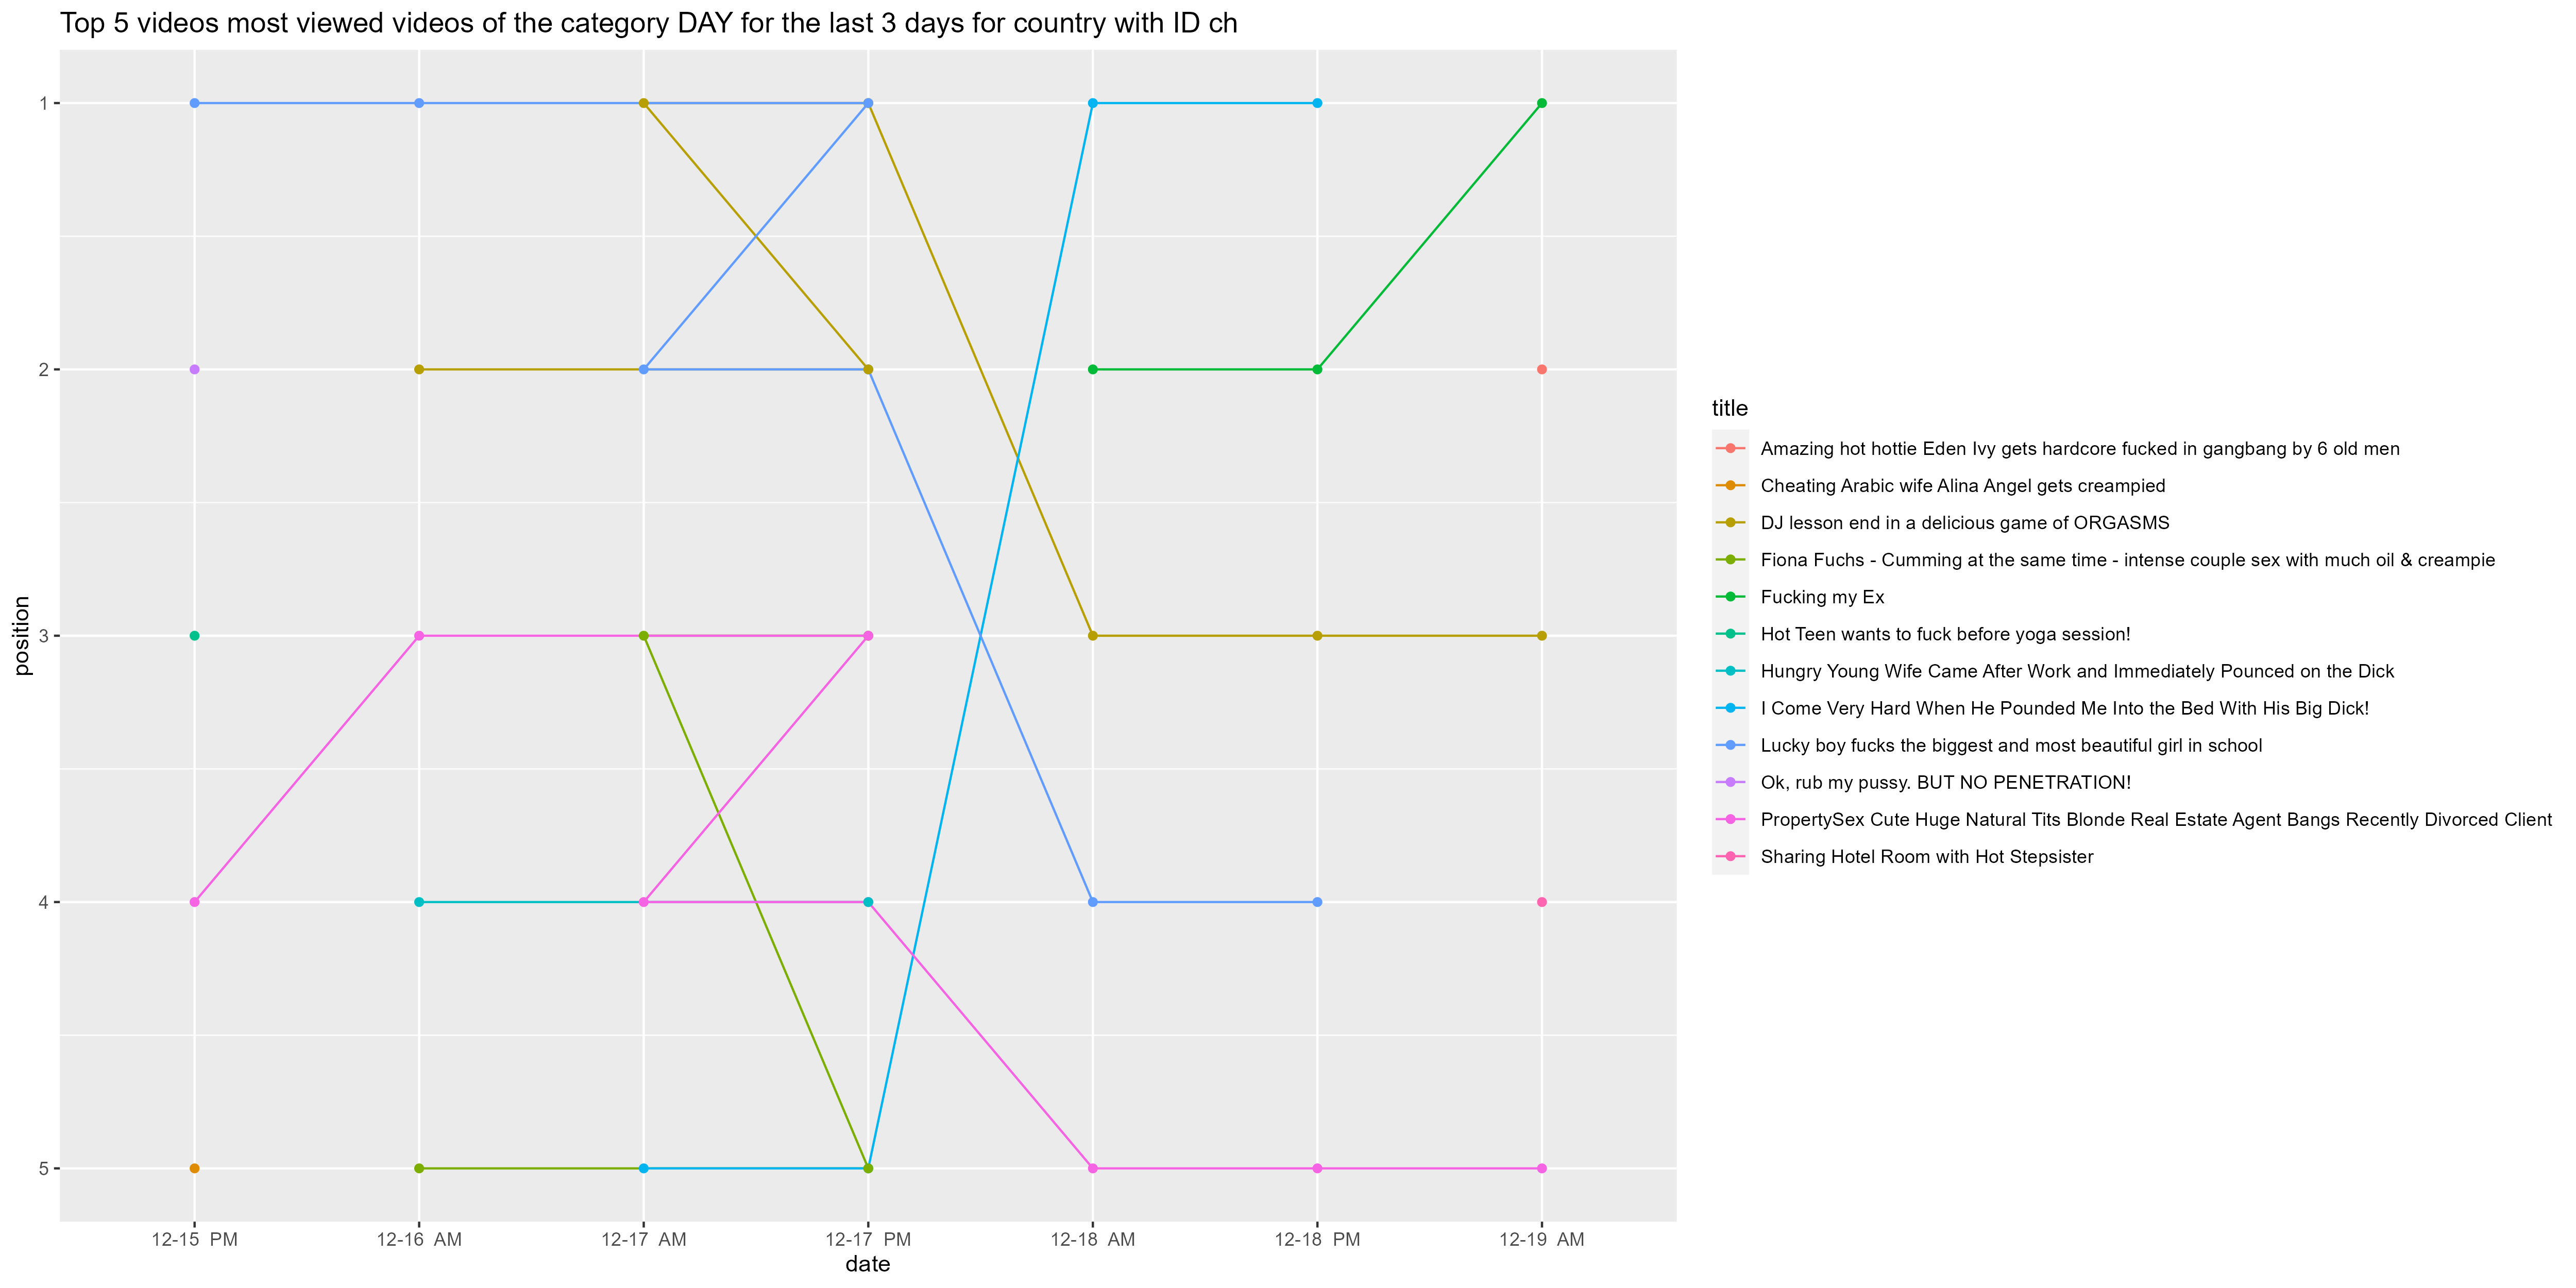 Top 5 videos most viewed videos of the category DAY for the last 3 days for country with ID ch
position
1
2
3
4
5
12-15 PM
12-16 AM
12-17 AM
12-17 PM
12-18 AM
12-18 PM
12-19 AM
date
title
Amazing hot hottie Eden Ivy gets hardcore fucked in gangbang by 6 old men
Cheating Arabic wife Alina Angel gets creampied
DJ lesson end in a delicious game of ORGASMS
Fiona Fuchs - Cumming at the same time - intense couple sex with much oil & creampie
Fucking my Ex
Hot Teen wants to fuck before yoga session!
Hungry Young Wife Came After Work and Immediately Pounced on the Dick
I Come Very Hard When He Pounded Me Into the Bed With His Big Dick!
Lucky boy fucks the biggest and most beautiful girl in school
Ok, rub my pussy. BUT NO PENETRATION!
PropertySex Cute Huge Natural Tits Blonde Real Estate Agent Bangs Recently Divorced Client
Sharing Hotel Room with Hot Stepsister